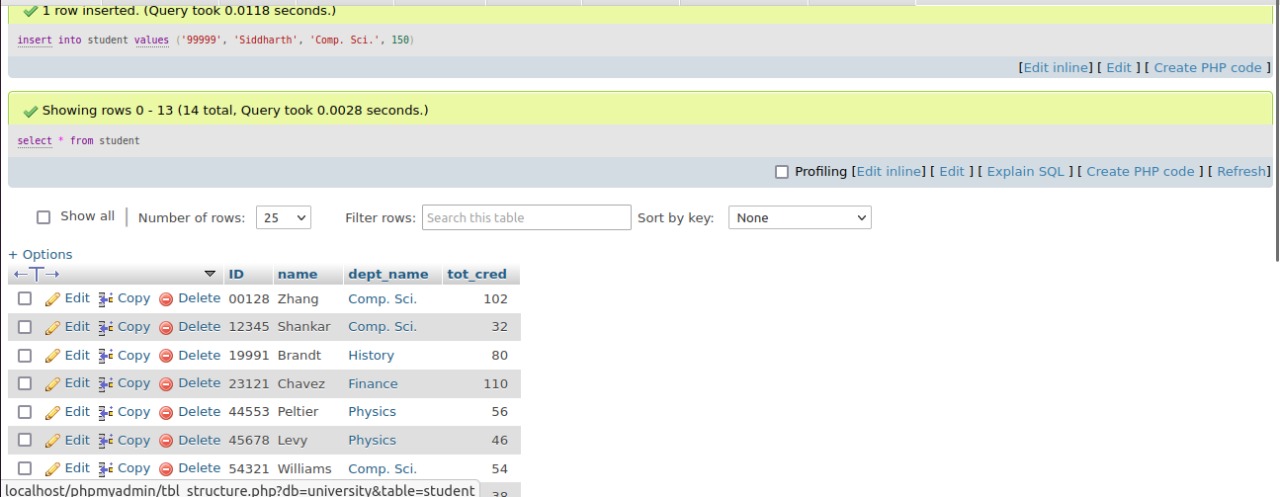 1 row inserted. (Query took 0.0118 seconds.)
insert into student values ('99999', 'Siddharth', 'Comp. Sci.', 150)
[Edit inline] [ Edit ] [ Create PHP code ]
Showing rows 0 - 13 (14 total, Query took 0.0028 seconds.)
select * from student
Profiling [Edit inline] [ Edit ] [ Explain SQL ] [ Create PHP code ] [ Refresh]
Show all | Number of rows: 25 Filter rows: Search this table Sort by key: None
+ Options
←T→ ID name dept_name tot_cred
Edit Copy Delete 00128 Zhang Comp. Sci. 102
Edit Copy Delete 12345 Shankar Comp. Sci. 32
Edit Copy Delete 19991 Brandt History 80
Edit Copy Delete 23121 Chavez Finance 110
Edit Copy Delete 44553 Peltier Physics 56
Edit Copy Delete 45678 Levy Physics 46
Edit Copy Delete 54321 Williams Comp. Sci. 54
localhost/phpmyadmin/tbl_structure.php?db=university&table=student 38